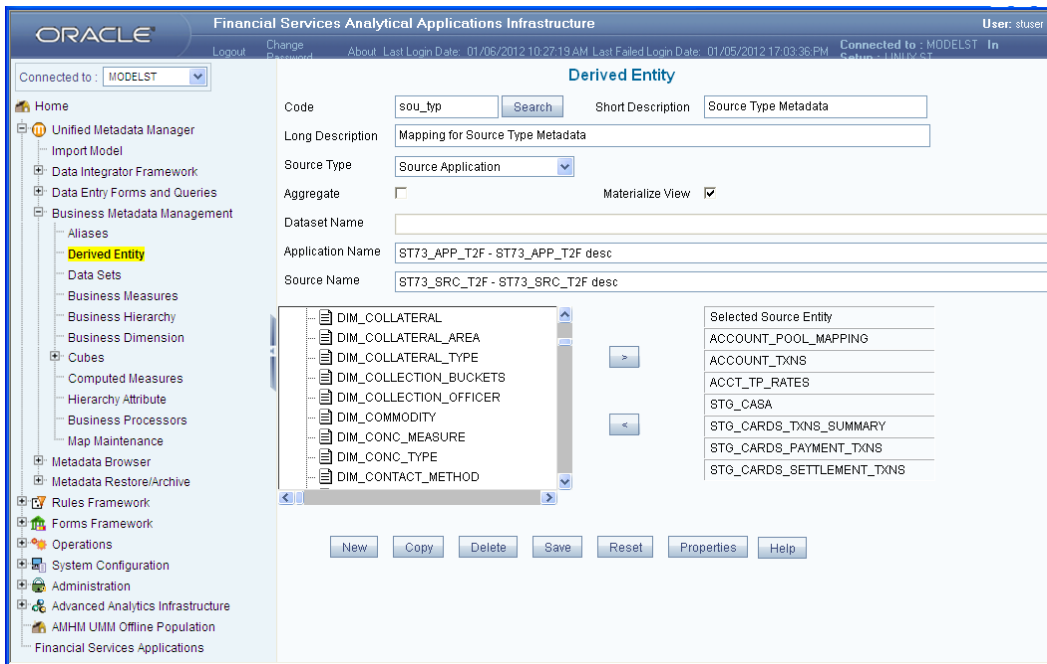 ORACLE
Financial Services Analytical Applications Infrastructure
User: stuser
Logout
Change Password
About Last Login Date: 01/06/2012 10:27:19 AM Last Failed Login Date: 01/05/2012 17:03:36 PM
Connected to : MODELST In
Setup : UNIX ST
Connected to : MODELST
Home
Unified Metadata Manager
Import Model
Data Integrator Framework
Data Entry Forms and Queries
Business Metadata Management
Aliases
Derived Entity
Data Sets
Business Measures
Business Hierarchy
Business Dimension
Cubes
Computed Measures
Hierarchy Attribute
Business Processors
Map Maintenance
Metadata Browser
Metadata Restore/Archive
Rules Framework
Forms Framework
Operations
System Configuration
Administration
Advanced Analytics Infrastructure
AMHM UMM Offline Population
Financial Services Applications
Derived Entity
Code sou_typ Search Short Description Source Type Metadata
Long Description Mapping for Source Type Metadata
Source Type Source Application
Aggregate Materialize View
Dataset Name
Application Name ST73_APP_T2F - ST73_APP_T2F desc
Source Name ST73_SRC_T2F - ST73_SRC_T2F desc
DIM_COLLATERAL
DIM_COLLATERAL_AREA
DIM_COLLATERAL_TYPE
DIM_COLLECTION_BUCKETS
DIM_COLLECTION_OFFICER
DIM_COMMODITY
DIM_CONC_MEASURE
DIM_CONC_TYPE
DIM_CONTACT_METHOD
>
<
Selected Source Entity
ACCOUNT_POOL_MAPPING
ACCOUNT_TXNS
ACCT_TP_RATES
STG_CASA
STG_CARDS_TXNS_SUMMARY
STG_CARDS_PAYMENT_TXNS
STG_CARDS_SETTLEMENT_TXNS
New Copy Delete Save Reset Properties Help